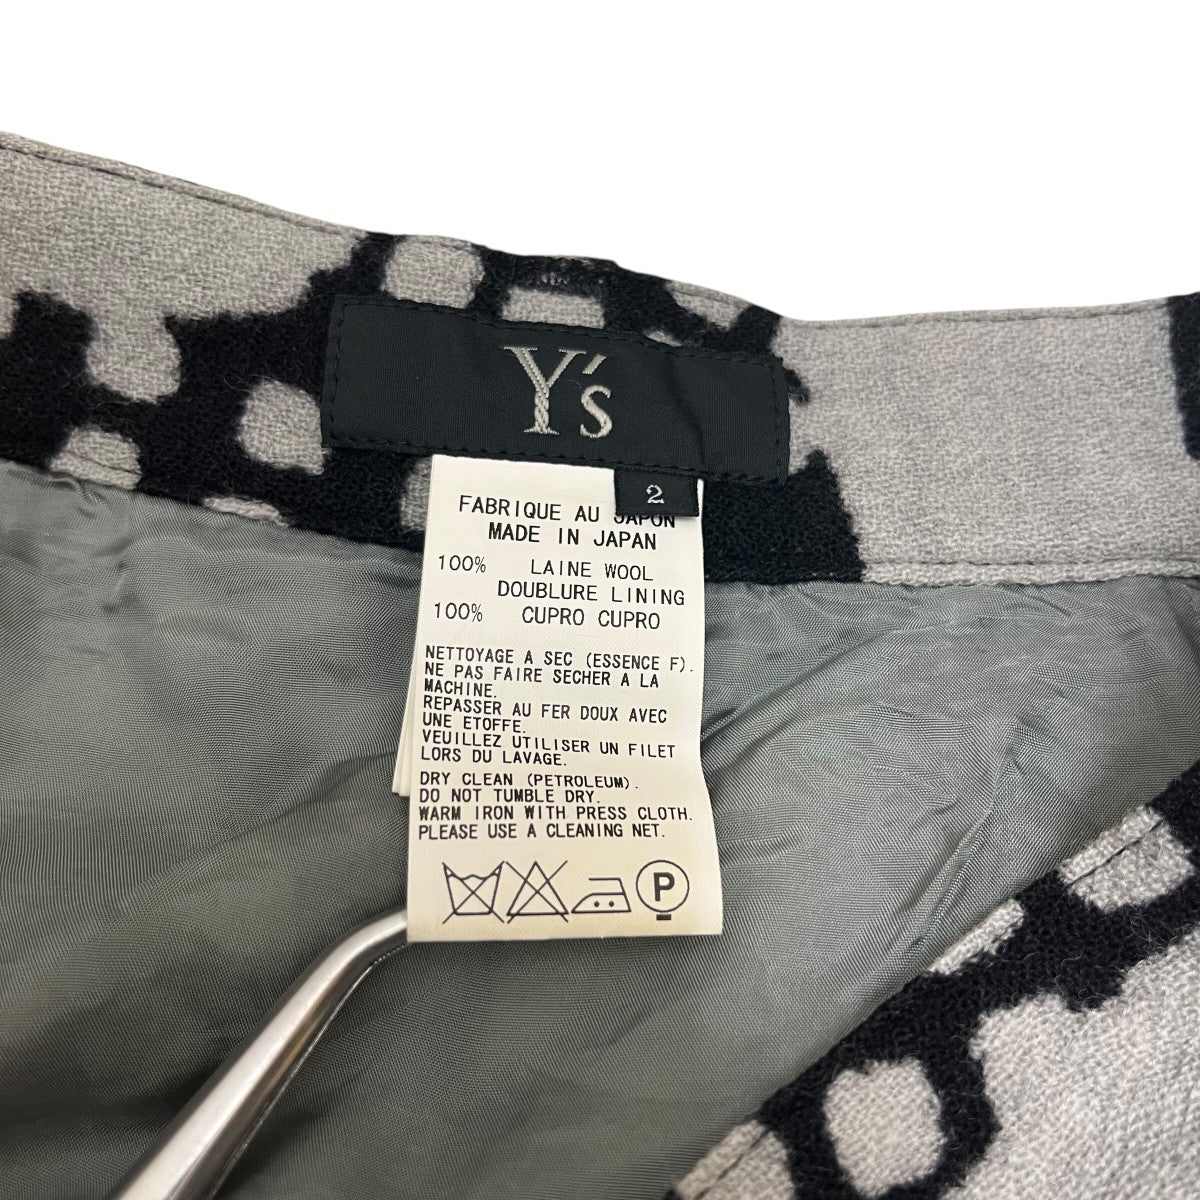 Y's
2
FABRIQUE AU JAPON
MADE IN JAPAN
100% LAINE WOOL
DOUBLURE LINING
100% CUPRO CUPRO
NETTOYAGE A SEC (ESSENCE F).
NE PAS FAIRE SECHER A LA
MACHINE.
REPASSER AU FER DOUX AVEC
UNE ETOFFE.
VEUILLEZ UTILISER UN FILET
LORS DU LAVAGE.
DRY CLEAN (PETROLEUM).
DO NOT TUMBLE DRY.
WARM IRON WITH PRESS CLOTH.
PLEASE USE A CLEANING NET.
P